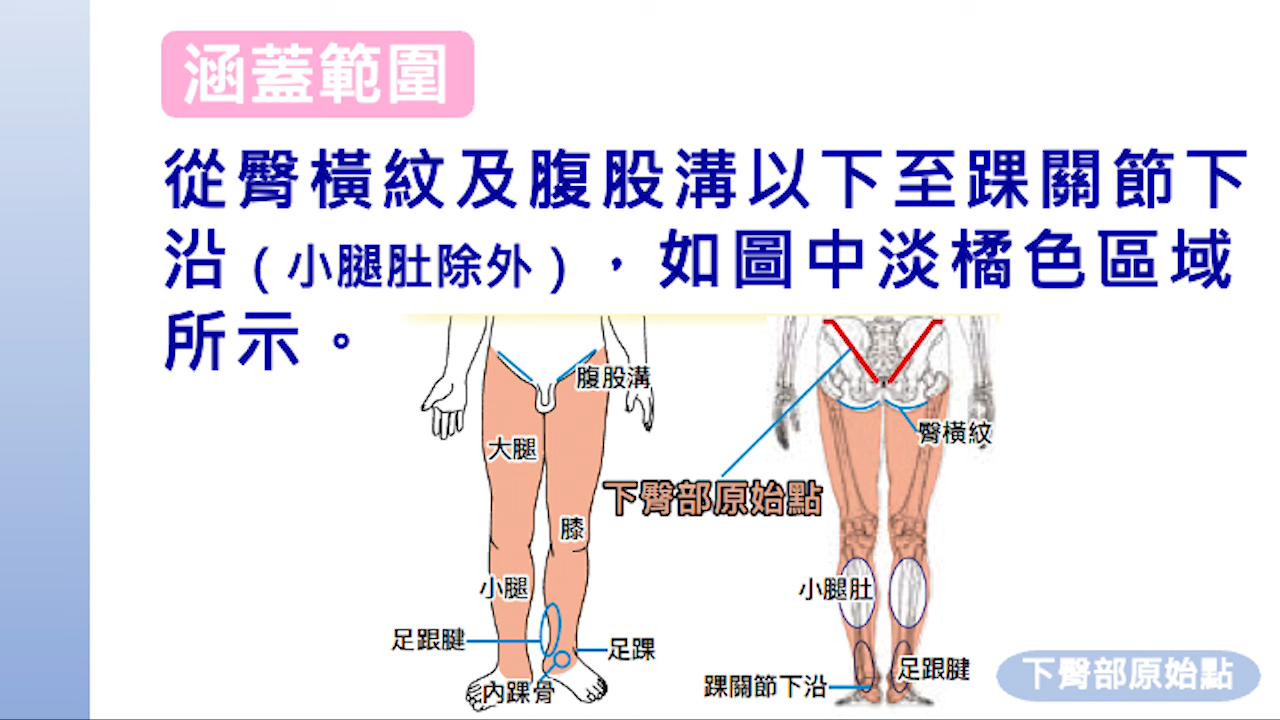 涵蓋範圍
從臀橫紋及腹股溝以下至踝關節下
沿（小腿肚除外），如圖中淡橘色區域
所示。
腹股溝
大腿
膝
小腿
足跟腱
足踝
內踝骨
臀橫紋
下臀部原始點
小腿肚
足跟腱
踝關節下沿
下臀部原始點